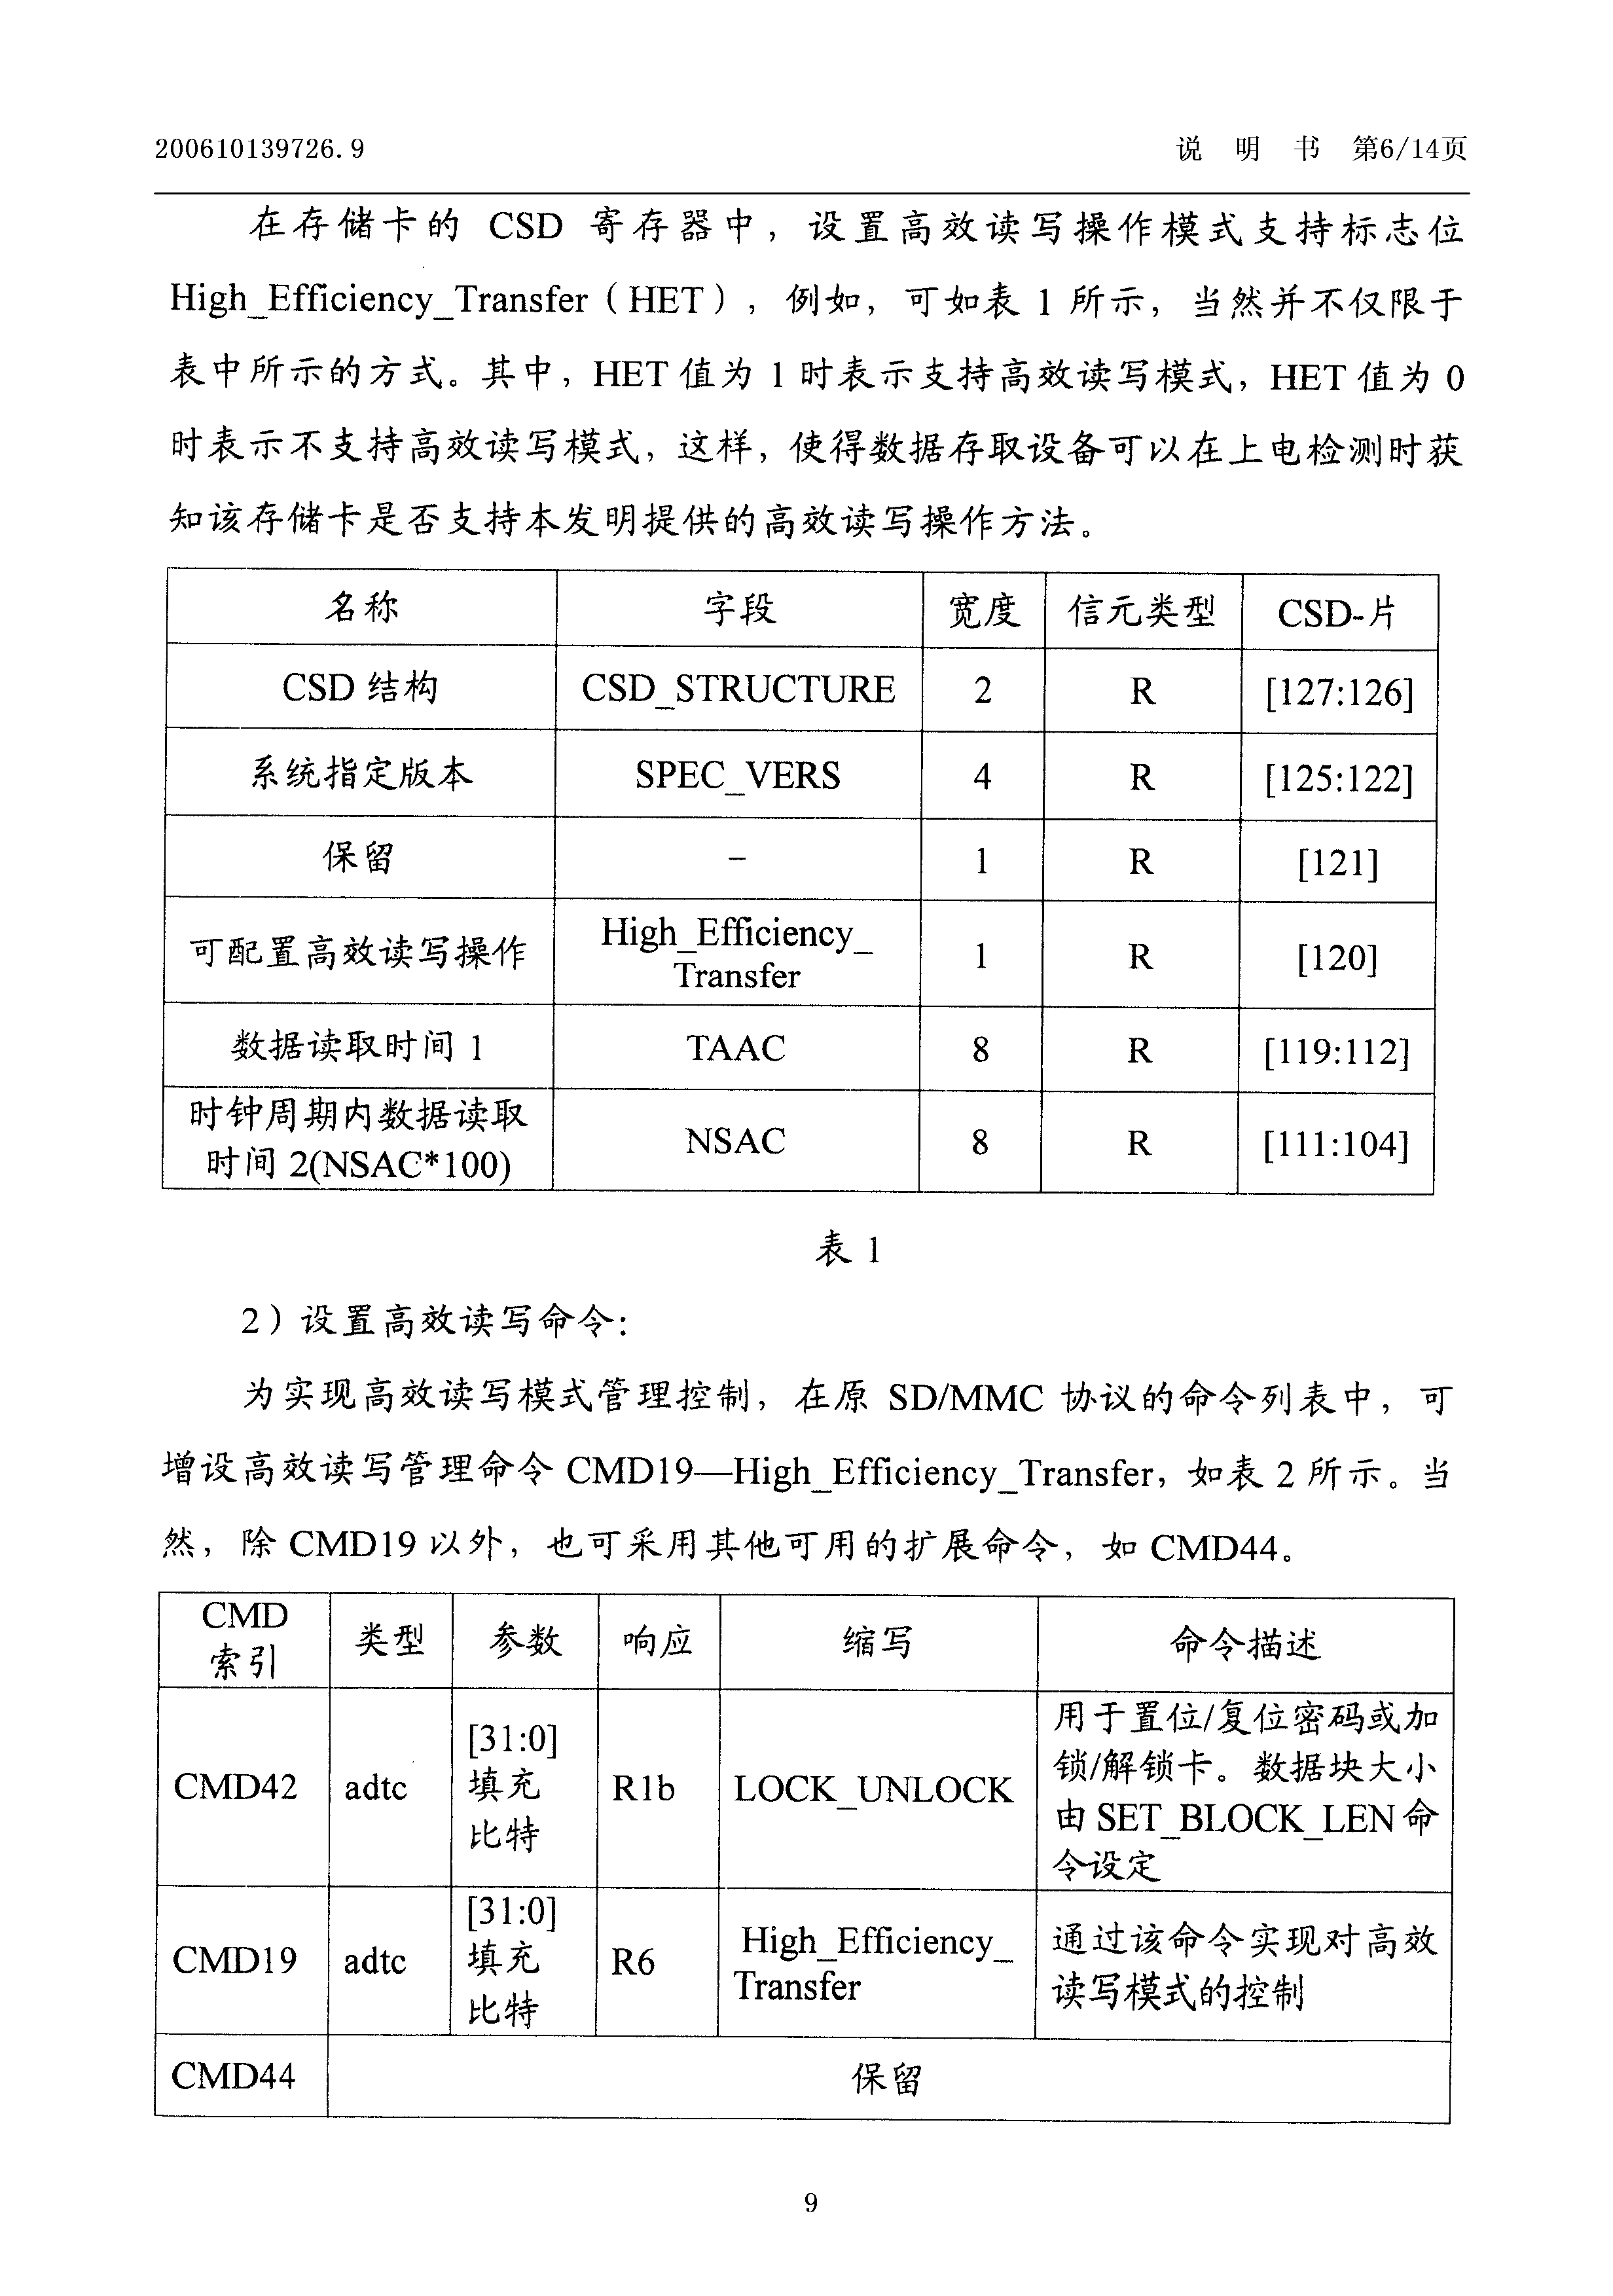 200610139726.9 说 明 书 第6/14页
在存储卡的 CSD 寄存器中，设置高效读写操作模式支持标志位
High_Efficiency_Transfer（HET），例如，可如表 1 所示，当然并不仅限于
表中所示的方式。其中，HET 值为 1 时表示支持高效读写模式，HET 值为 0
时表示不支持高效读写模式，这样，使得数据存取设备可以在上电检测时获
知该存储卡是否支持本发明提供的高效读写操作方法。
名称 字段 宽度 信元类型 CSD-片
CSD 结构 CSD_STRUCTURE 2 R [127:126]
系统指定版本 SPEC_VERS 4 R [125:122]
保留 – 1 R [121]
可配置高效读写操作 High_Efficiency_
Transfer 1 R [120]
数据读取时间 1 TAAC 8 R [119:112]
时钟周期内数据读取
时间 2(NSAC*100) NSAC 8 R [111:104]
表 1
2）设置高效读写命令：
为实现高效读写模式管理控制，在原 SD/MMC 协议的命令列表中，可
增设高效读写管理命令 CMD19—High_Efficiency_Transfer，如表 2 所示。当
然，除 CMD19 以外，也可采用其他可用的扩展命令，如 CMD44。
CMD
索引 类型 参数 响应 缩写 命令描述
CMD42 adtc [31:0]
填充
比特 R1b LOCK_UNLOCK 用于置位/复位密码或加
锁/解锁卡。数据块大小
由 SET_BLOCK_LEN 命
令设定
CMD19 adtc [31:0]
填充
比特 R6 High_Efficiency_
Transfer 通过该命令实现对高效
读写模式的控制
CMD44 保留
9